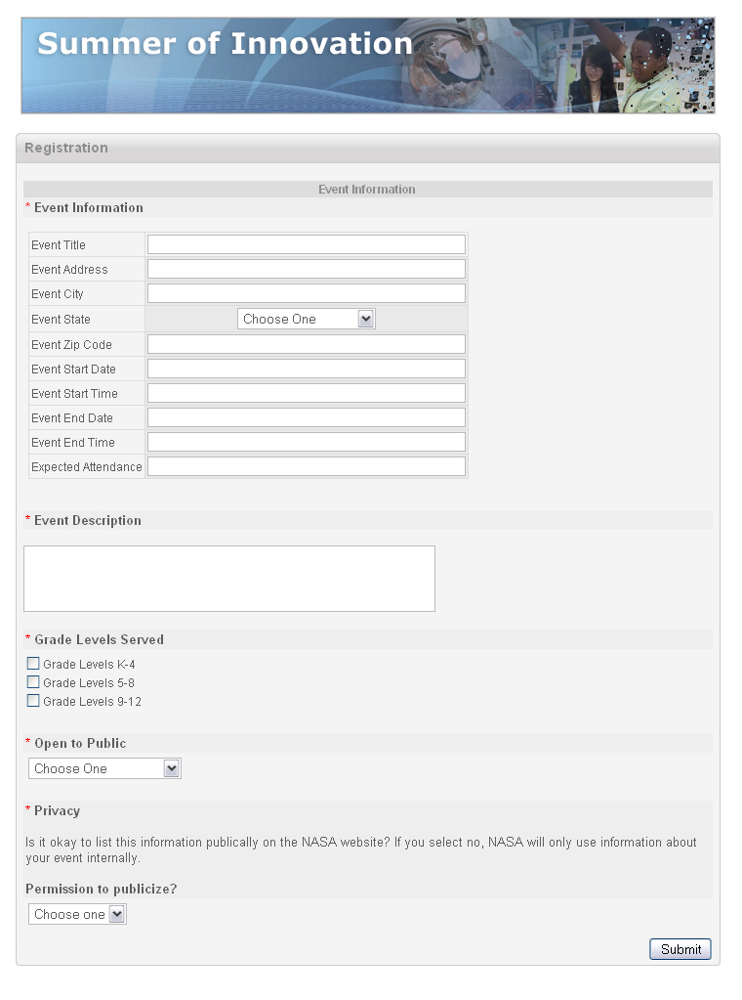 Summer of Innovation
Registration
Event Information
* Event Information
Event Title
Event Address
Event City
Event State Choose One
Event Zip Code
Event Start Date
Event Start Time
Event End Date
Event End Time
Expected Attendance
* Event Description
* Grade Levels Served
Grade Levels K-4
Grade Levels 5-8
Grade Levels 9-12
* Open to Public
Choose One
* Privacy
Is it okay to list this information publically on the NASA website? If you select no, NASA will only use information about
your event internally.
Permission to publicize?
Choose one
Submit